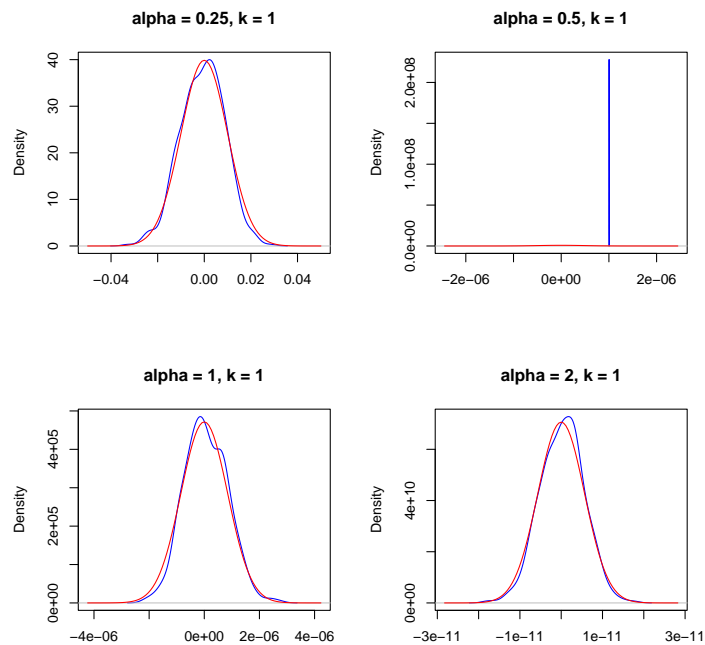 alpha = 0.25, k = 1
Density
0 10 20 30 40
−0.04 0.00 0.02 0.04
alpha = 0.5, k = 1
Density
0.0e+00 1.0e+08 2.0e+08
−2e−06 0e+00 2e−06
alpha = 1, k = 1
Density
0e+00 2e+05 4e+05
−4e−06 0e+00 2e−06 4e−06
alpha = 2, k = 1
Density
0e+00 4e+10
−3e−11 −1e−11 1e−11 3e−11